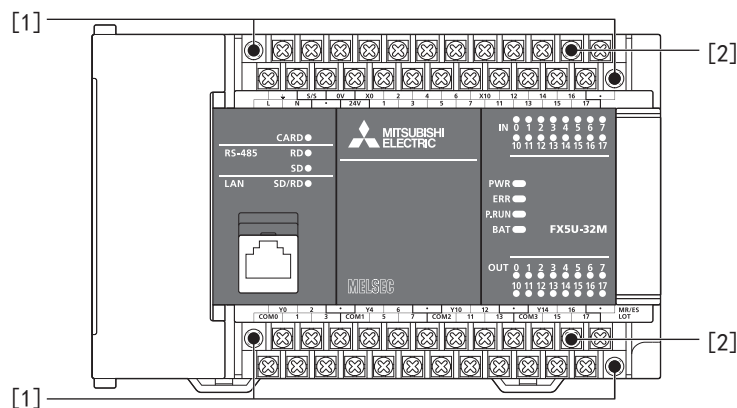 [1]
[2]
⏚ S/S 0V X0 2 4 6 X10 12 14 16 •
L N • 24V 1 3 5 7 11 13 15 17 •
CARD
RS-485 RD
SD
LAN SD/RD
MITSUBISHI
ELECTRIC
MELSEC
IN 0 1 2 3 4 5 6 7
10 11 12 13 14 15 16 17
PWR
ERR
P.RUN
BAT
FX5U-32M
OUT 0 1 2 3 4 5 6 7
10 11 12 13 14 15 16 17
Y0 2 • Y4 6 • Y10 12 • Y14 16 • MR/ES
COM0 1 3 COM1 5 7 COM2 11 13 COM3 15 17 LOT
[2]
[1]